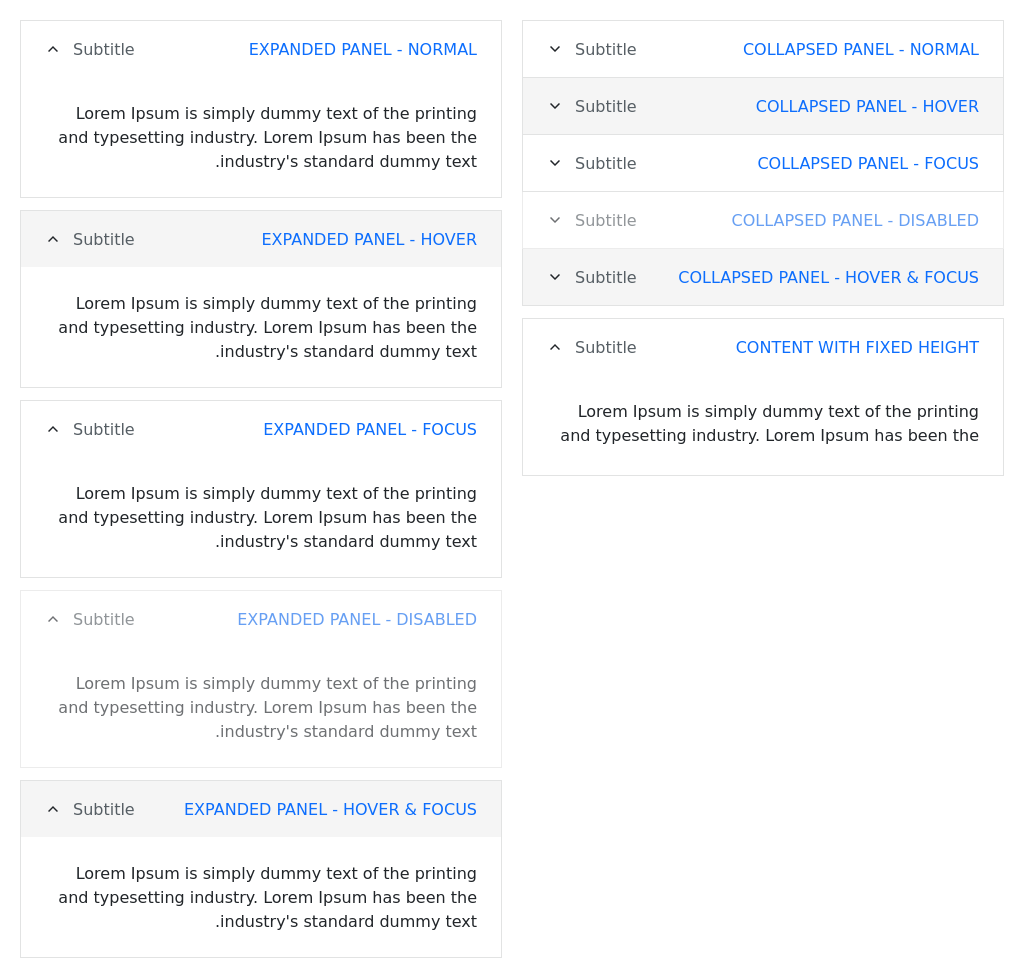 Subtitle EXPANDED PANEL - NORMAL
Lorem Ipsum is simply dummy text of the printing
and typesetting industry. Lorem Ipsum has been the
.industry's standard dummy text
Subtitle EXPANDED PANEL - HOVER
Lorem Ipsum is simply dummy text of the printing
and typesetting industry. Lorem Ipsum has been the
.industry's standard dummy text
Subtitle EXPANDED PANEL - FOCUS
Lorem Ipsum is simply dummy text of the printing
and typesetting industry. Lorem Ipsum has been the
.industry's standard dummy text
Subtitle EXPANDED PANEL - DISABLED
Lorem Ipsum is simply dummy text of the printing
and typesetting industry. Lorem Ipsum has been the
.industry's standard dummy text
Subtitle EXPANDED PANEL - HOVER & FOCUS
Lorem Ipsum is simply dummy text of the printing
and typesetting industry. Lorem Ipsum has been the
.industry's standard dummy text
Subtitle COLLAPSED PANEL - NORMAL
Subtitle COLLAPSED PANEL - HOVER
Subtitle COLLAPSED PANEL - FOCUS
Subtitle COLLAPSED PANEL - DISABLED
Subtitle COLLAPSED PANEL - HOVER & FOCUS
Subtitle CONTENT WITH FIXED HEIGHT
Lorem Ipsum is simply dummy text of the printing
and typesetting industry. Lorem Ipsum has been the